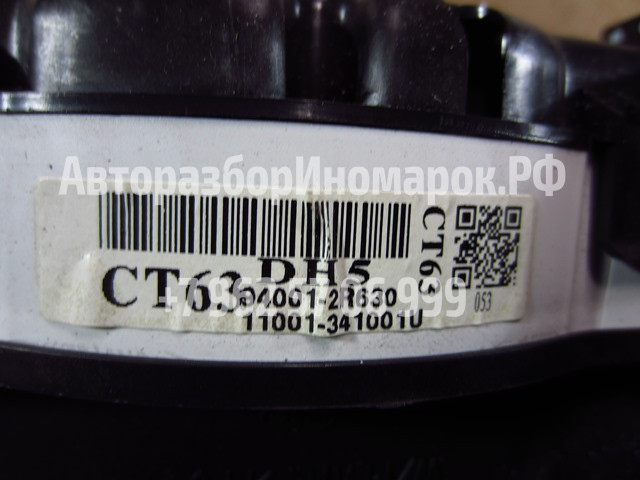 АвторазборИномарок.РФ
CT63
DH5
94001-2R630
11001-341001U
CT63
053